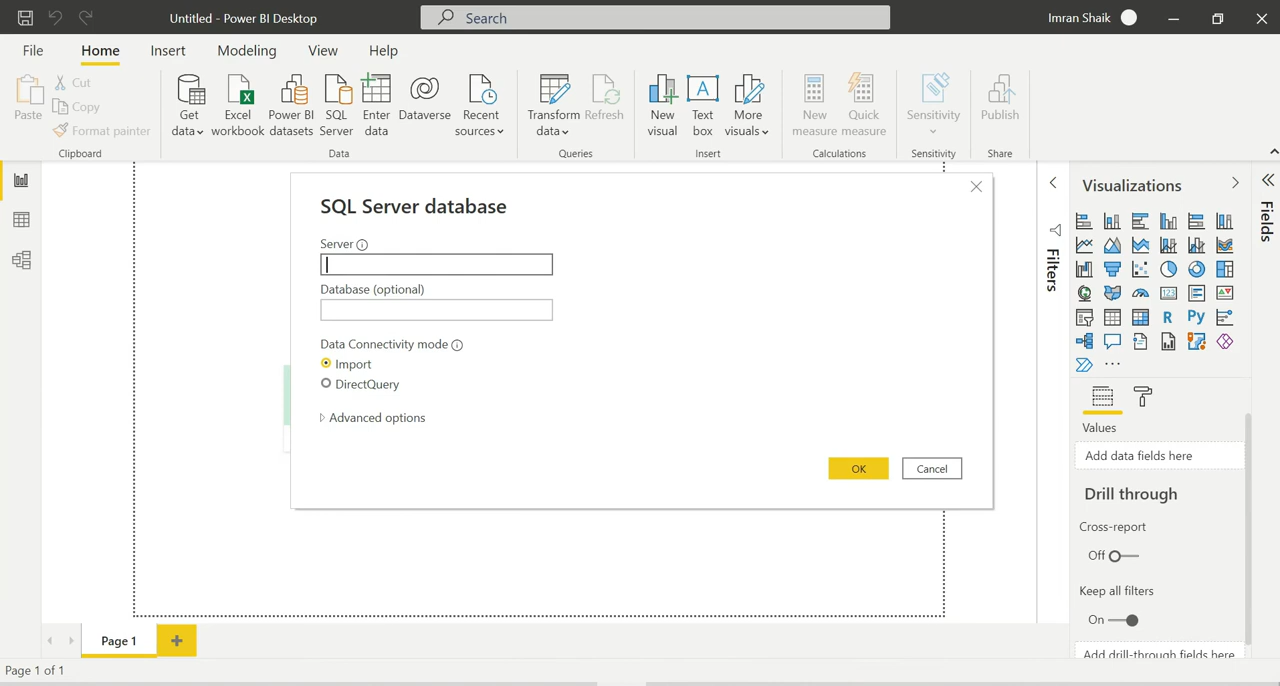 Untitled - Power BI Desktop
Search
Imran Shaik
File Home Insert Modeling View Help
Paste
Cut
Copy
Format painter
Clipboard
Get data
Excel workbook
Power BI datasets
SQL Server
Enter data
Dataverse
Recent sources
Data
Transform data
Refresh
Queries
New visual
Text box
More visuals
Insert
New measure
Quick measure
Calculations
Sensitivity
Sensitivity
Publish
Share
SQL Server database
Server
Database (optional)
Data Connectivity mode
Import
DirectQuery
Advanced options
OK
Cancel
Filters
Visualizations
123
R
Py
Values
Add data fields here
Drill through
Cross-report
Off
Keep all filters
On
Add drill-through fields here
Fields
Page 1
Page 1 of 1